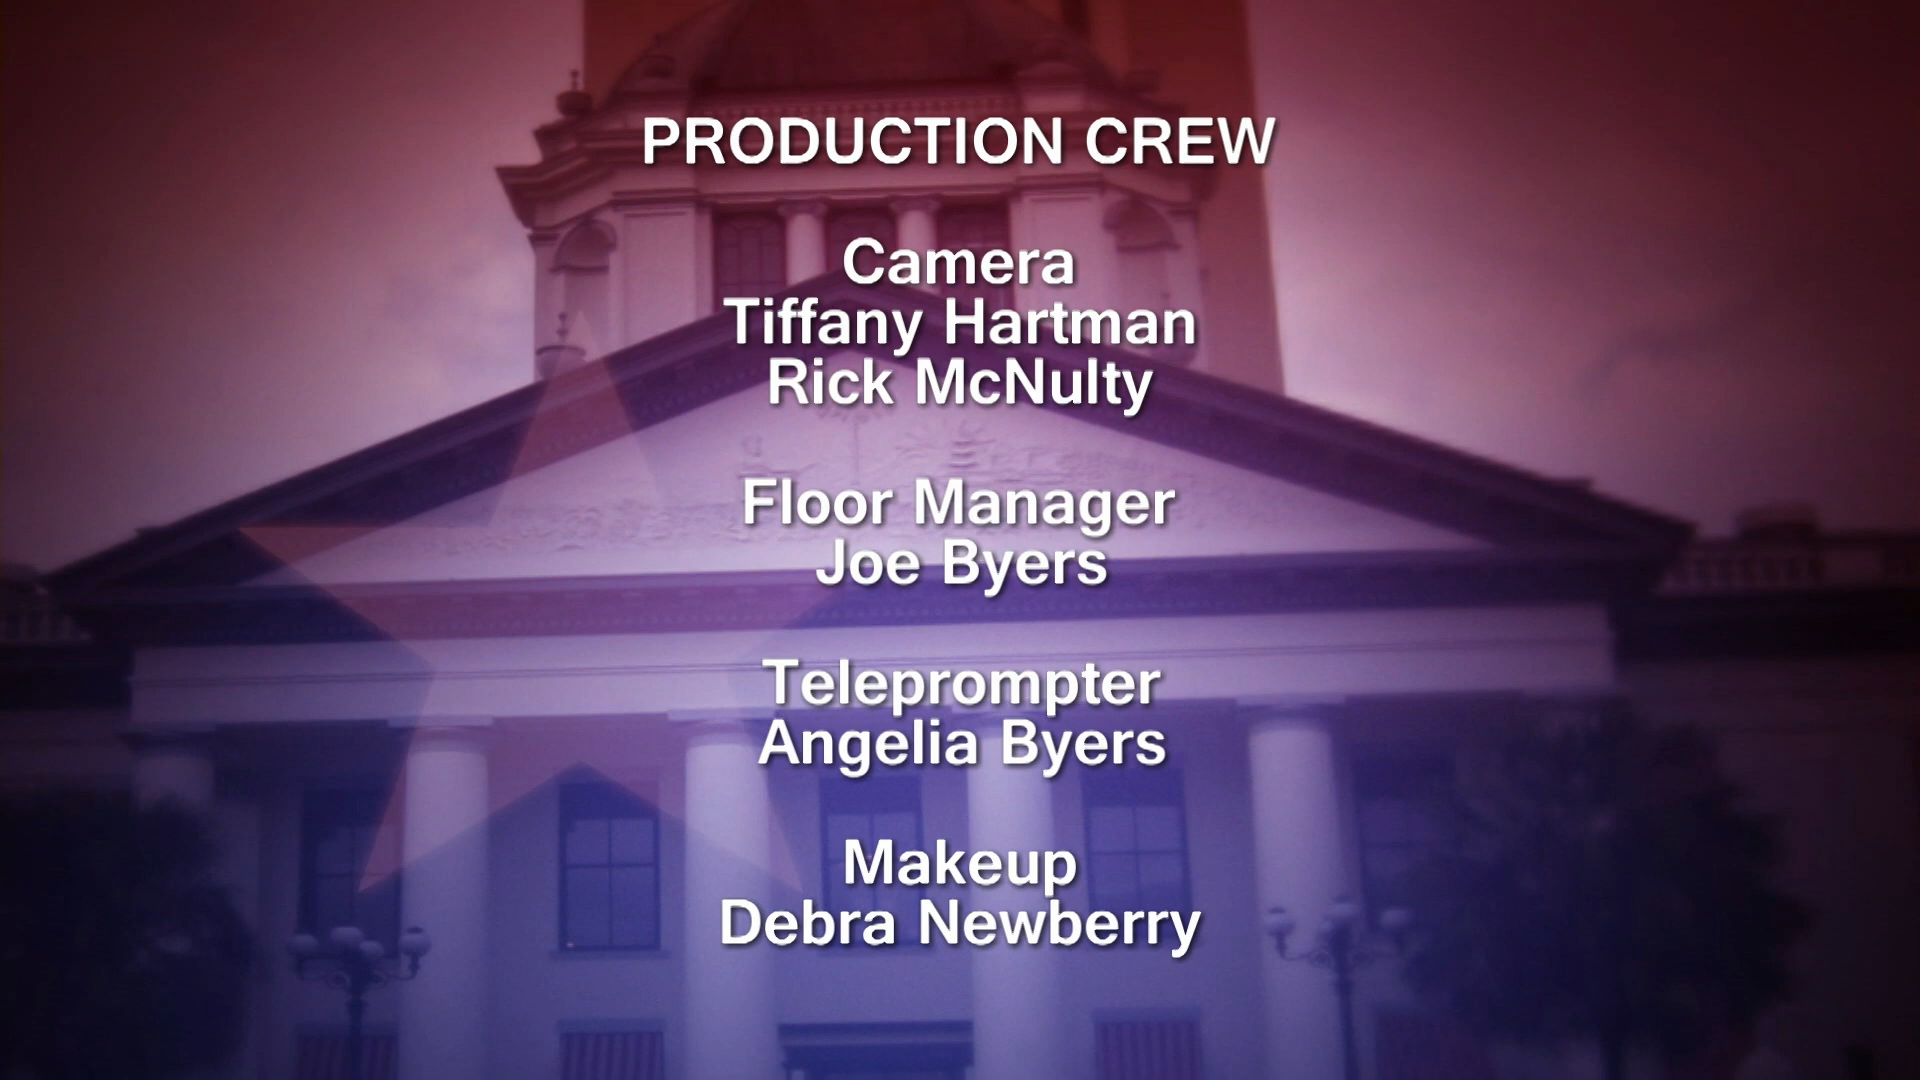 PRODUCTION CREW
Camera
Tiffany Hartman
Rick McNulty
Floor Manager
Joe Byers
Teleprompter
Angelia Byers
Makeup
Debra Newberry